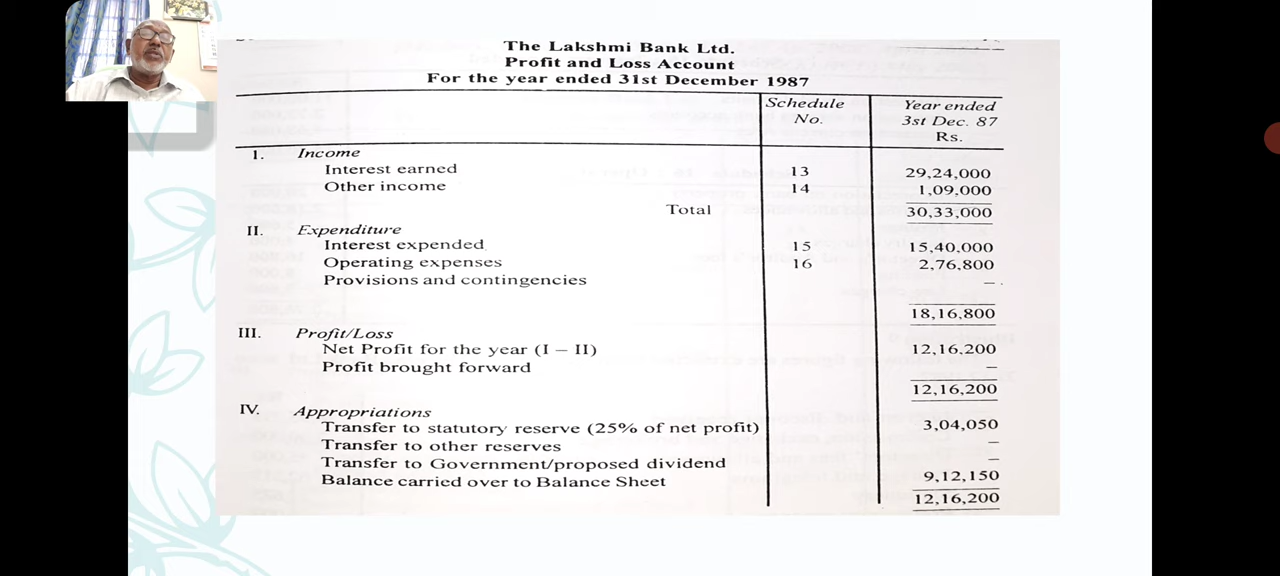 The Lakshmi Bank Ltd.
Profit and Loss Account
For the year ended 31st December 1987
Schedule No. Year ended 3st Dec. 87 Rs.
I. Income
Interest earned 13 29,24,000
Other income 14 1,09,000
Total 30,33,000
II. Expenditure
Interest expended 15 15,40,000
Operating expenses 16 2,76,800
Provisions and contingencies –
18,16,800
III. Profit/Loss
Net Profit for the year (I – II) 12,16,200
Profit brought forward –
12,16,200
IV. Appropriations
Transfer to statutory reserve (25% of net profit) 3,04,050
Transfer to other reserves –
Transfer to Government/proposed dividend –
Balance carried over to Balance Sheet 9,12,150
12,16,200